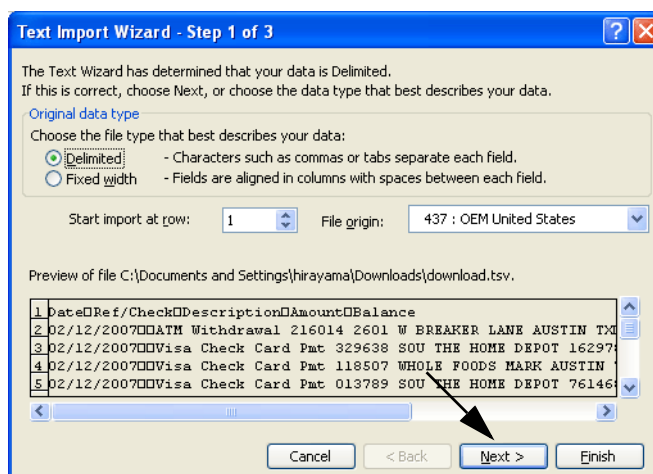 Text Import Wizard - Step 1 of 3
The Text Wizard has determined that your data is Delimited.
If this is correct, choose Next, or choose the data type that best describes your data.
Original data type
Choose the file type that best describes your data:
Delimited - Characters such as commas or tabs separate each field.
Fixed width - Fields are aligned in columns with spaces between each field.
Start import at row: 1 File origin: 437 : OEM United States
Preview of file C:\Documents and Settings\hirayama\Downloads\download.tsv.
1 Date□Ref/Check□Description□Amount□Balance
2 02/12/2007□□ATM Withdrawal 216014 2601 W BREAKER LANE AUSTIN TX□
3 02/12/2007□□Visa Check Card Pmt 329638 SOU THE HOME DEPOT 16297
4 02/12/2007□□Visa Check Card Pmt 118507 WHOLE FOODS MARK AUSTIN
5 02/12/2007□□Visa Check Card Pmt 013789 SOU THE HOME DEPOT 76146
Cancel < Back Next > Finish